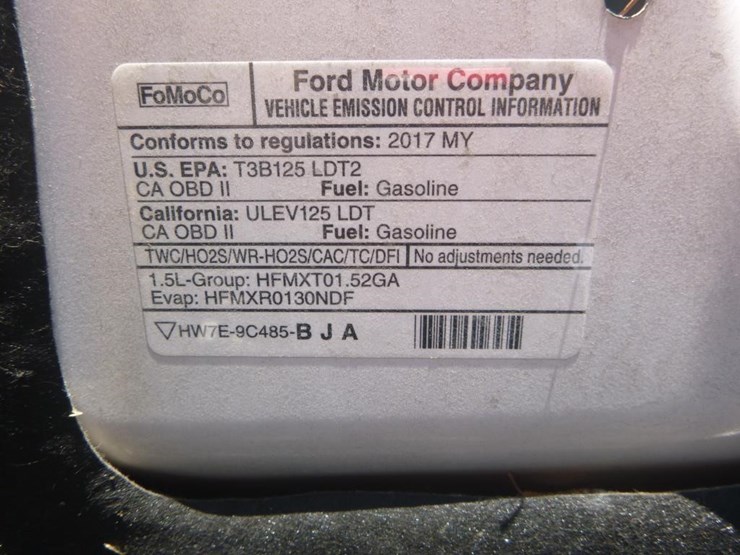 FoMoCo
Ford Motor Company
VEHICLE EMISSION CONTROL INFORMATION
Conforms to regulations: 2017 MY
U.S. EPA: T3B125 LDT2
CA OBD II Fuel: Gasoline
California: ULEV125 LDT
CA OBD II Fuel: Gasoline
TWC/HO2S/WR-HO2S/CAC/TC/DFI No adjustments needed.
1.5L-Group: HFMXT01.52GA
Evap: HFMXR0130NDF
HW7E-9C485-B J A